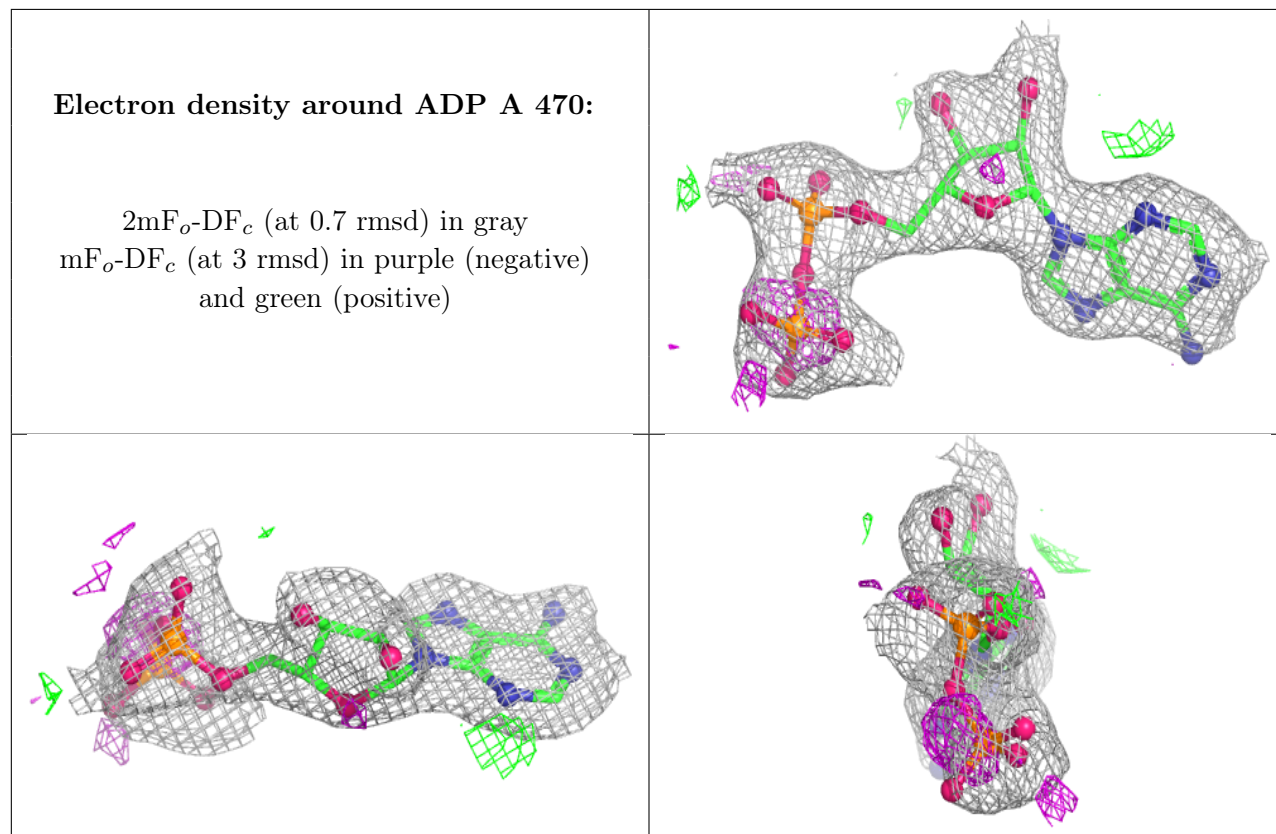 Electron density around ADP A 470:
2mFo-DFc (at 0.7 rmsd) in gray
mFo-DFc (at 3 rmsd) in purple (negative)
and green (positive)